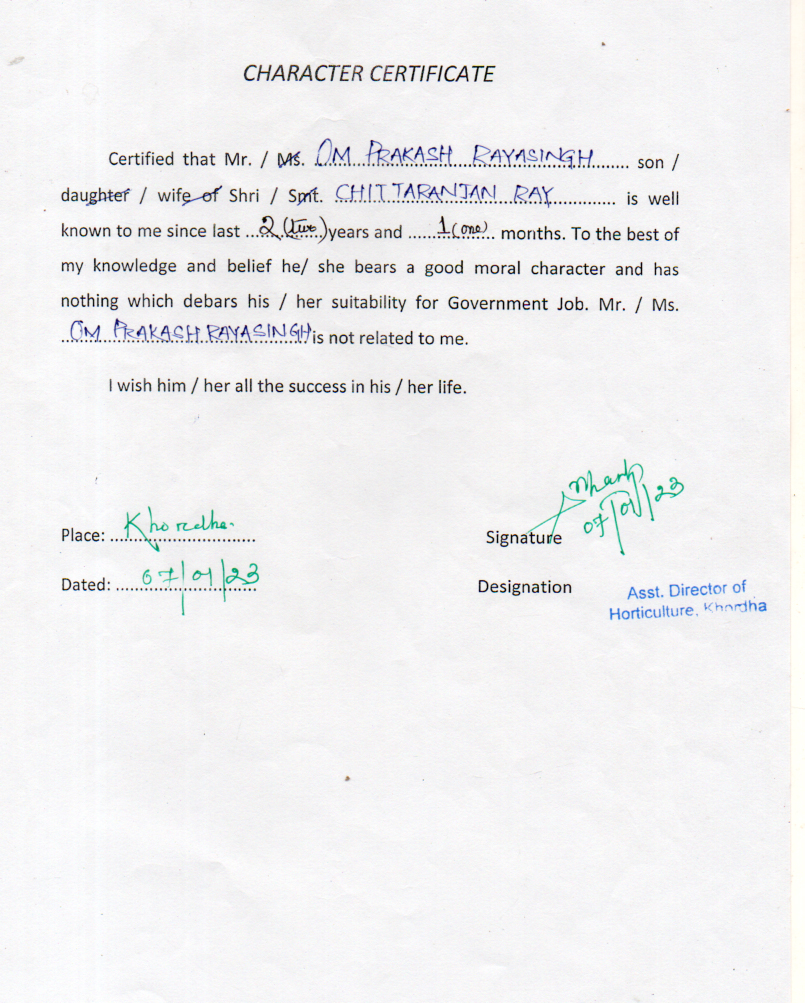 CHARACTER CERTIFICATE
Certified that Mr. / Ms. OM PRAKASH RAYASINGH son /
daughter / wife of Shri / Smt. CHITTARANJAN RAY is well
known to me since last 2 (two) years and 1 (one) months. To the best of
my knowledge and belief he/ she bears a good moral character and has
nothing which debars his / her suitability for Government Job. Mr. / Ms.
OM PRAKASH RAYASINGH is not related to me.
I wish him / her all the success in his / her life.
07/01/23
Place: Khoredha.
Signature
Dated: 07/01/23
Designation
Asst. Director of
Horticulture, Khordha